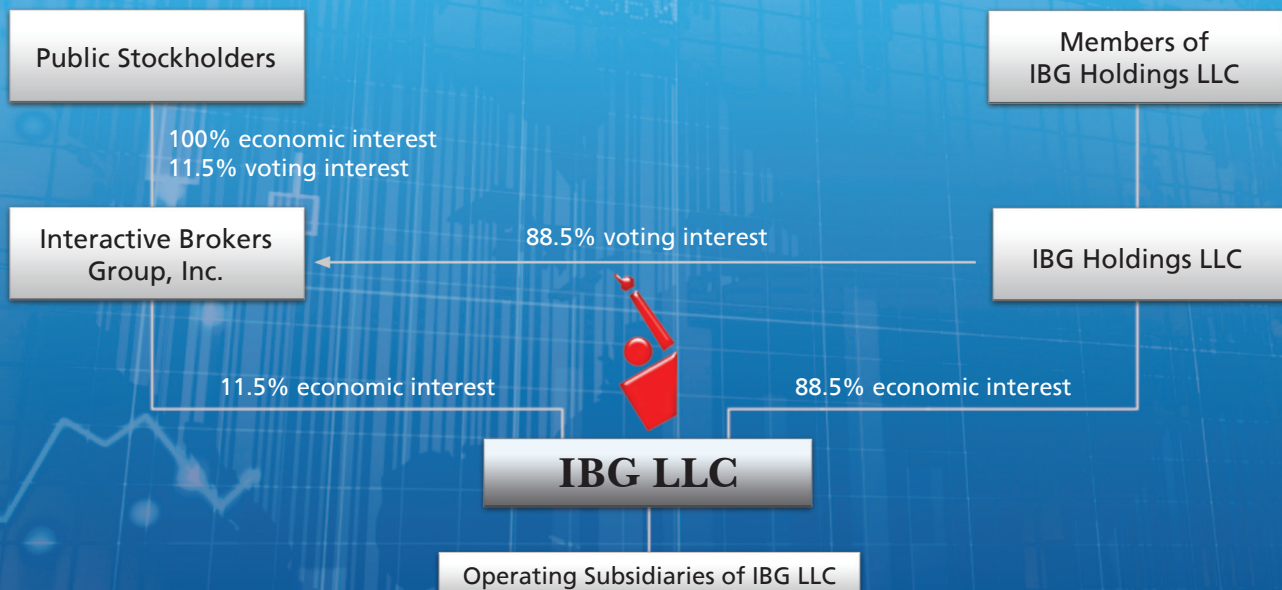 Public Stockholders
Members of
IBG Holdings LLC
100% economic interest
11.5% voting interest
Interactive Brokers
Group, Inc.
88.5% voting interest
IBG Holdings LLC
11.5% economic interest
88.5% economic interest
IBG LLC
Operating Subsidiaries of IBG LLC